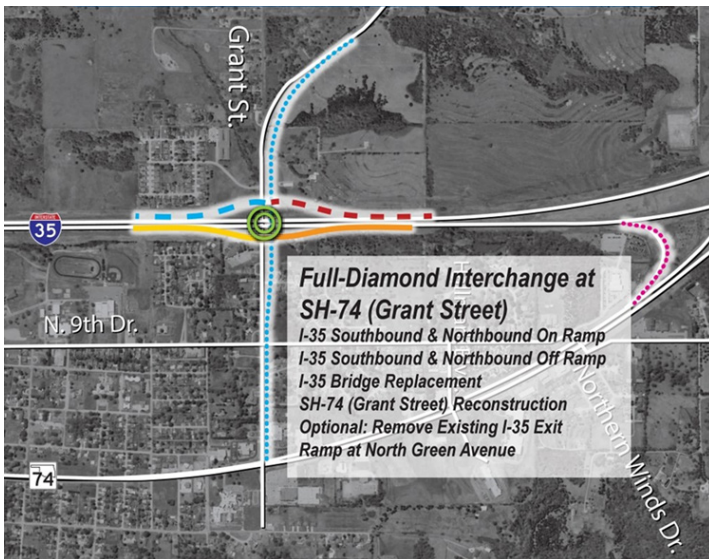 Grant St.
INTERSTATE
35
Full-Diamond Interchange at
SH-74 (Grant Street)
I-35 Southbound & Northbound On Ramp
I-35 Southbound & Northbound Off Ramp
I-35 Bridge Replacement
SH-74 (Grant Street) Reconstruction
Optional: Remove Existing I-35 Exit
Ramp at North Green Avenue
N. 9th Dr.
Northern Winds Dr.
74